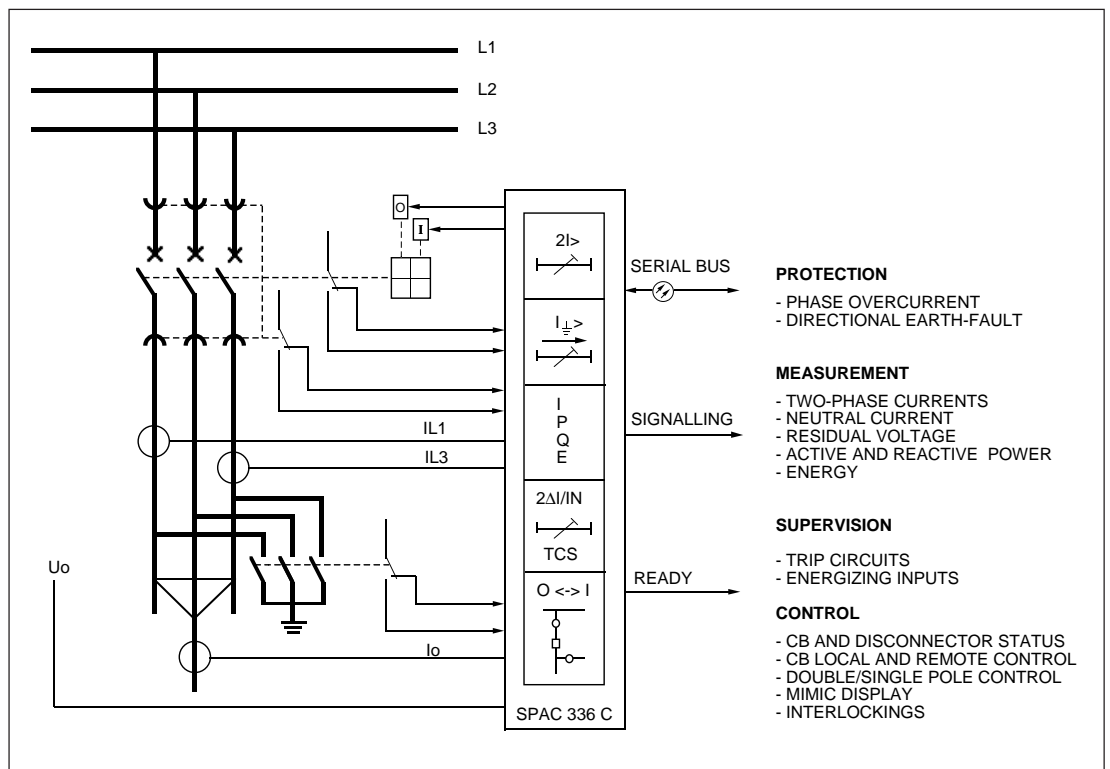 L1
L2
L3
O
I
2I>
I >
I
P
Q
E
2ΔI/IN
TCS
O <-> I
SPAC 336 C
IL1
IL3
Uo
Io
SERIAL BUS
SIGNALLING
READY
PROTECTION
- PHASE OVERCURRENT
- DIRECTIONAL EARTH-FAULT
MEASUREMENT
- TWO-PHASE CURRENTS
- NEUTRAL CURRENT
- RESIDUAL VOLTAGE
- ACTIVE AND REACTIVE POWER
- ENERGY
SUPERVISION
- TRIP CIRCUITS
- ENERGIZING INPUTS
CONTROL
- CB AND DISCONNECTOR STATUS
- CB LOCAL AND REMOTE CONTROL
- DOUBLE/SINGLE POLE CONTROL
- MIMIC DISPLAY
- INTERLOCKINGS